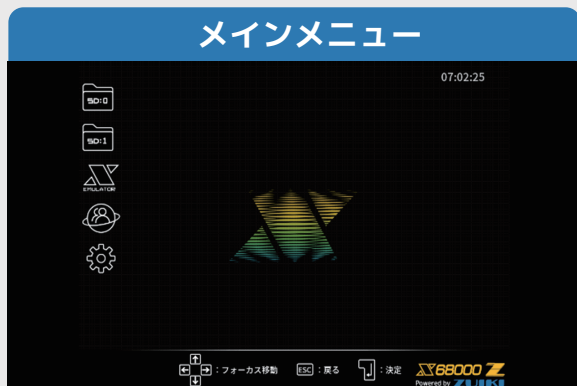 メインメニュー
07:02:25
SD:0
SD:1
EMULATOR
:フォーカス移動 ESC :戻る :決定
X68000 Z
Powered by ZUIKI